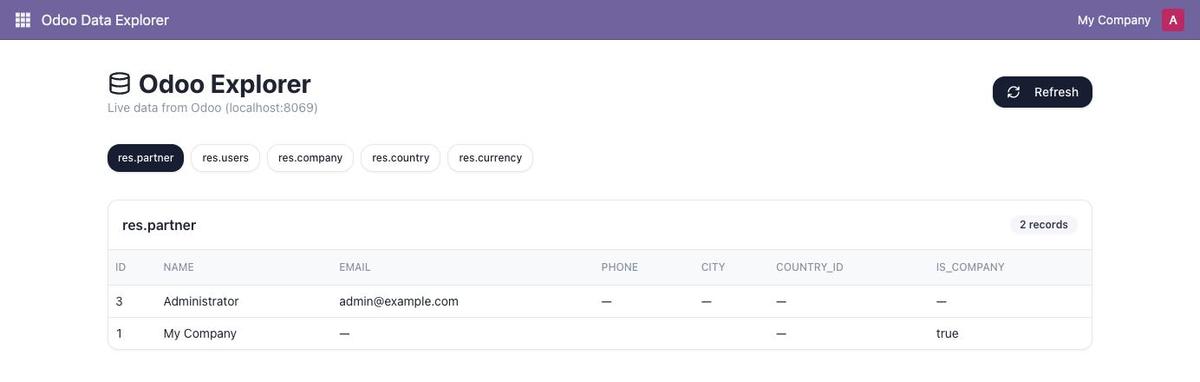 Odoo Data Explorer My Company A
Odoo Explorer
Live data from Odoo (localhost:8069)
Refresh
res.partner res.users res.company res.country res.currency
res.partner 2 records
ID NAME EMAIL PHONE CITY COUNTRY_ID IS_COMPANY
3 Administrator admin@example.com — — — —
1 My Company — — true